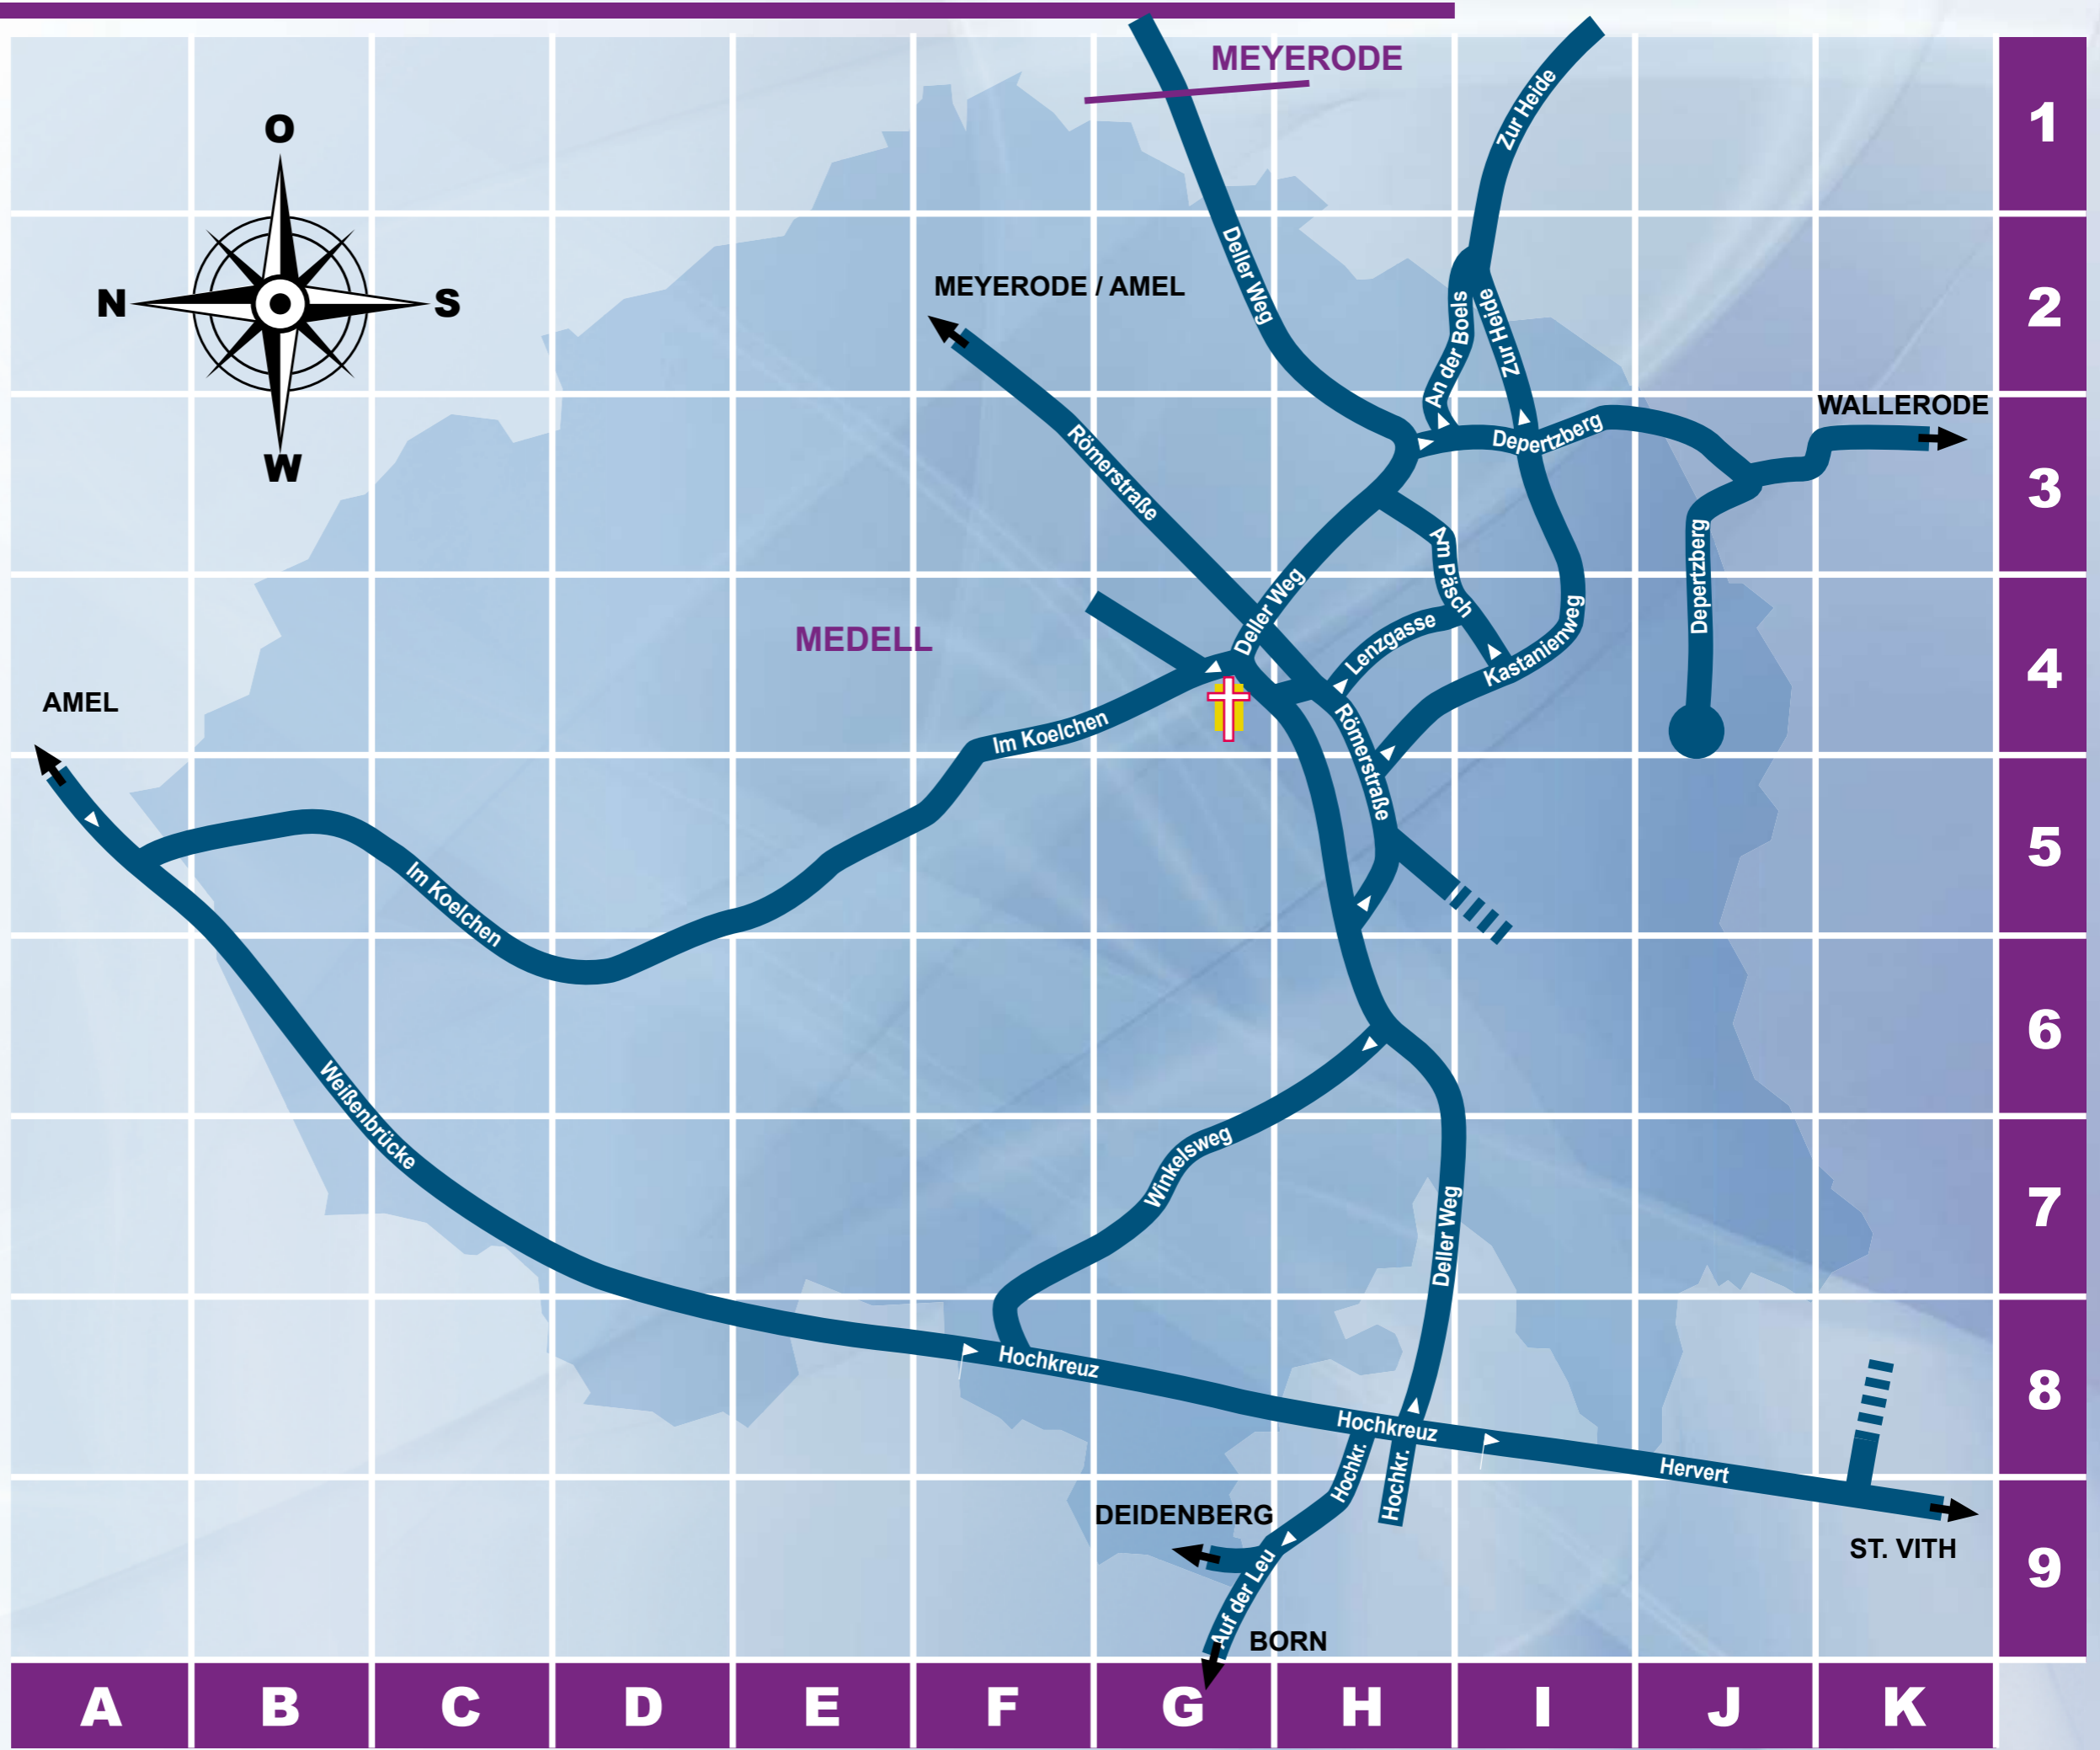 MEYERODE
1
Zur Heide
O
N
S
W
2
Deller Weg
MEYERODE / AMEL
An der Boels
Zur Heide
WALLERODE
3
Römerstraße
Depertzberg
Am Päsch
Depertzberg
4
Deller Weg
MEDELL
Lenzgasse
Kastanienweg
AMEL
Im Koelchen
Römerstraße
5
Im Koelchen
6
Weißenbrücke
7
Winkelsweg
Deller Weg
8
Hochkreuz
Hochkreuz
Hochkr.
Hochkr.
Hervert
DEIDENBERG
9
ST. VITH
Auf der Leu
BORN
A B C D E F G H I J K